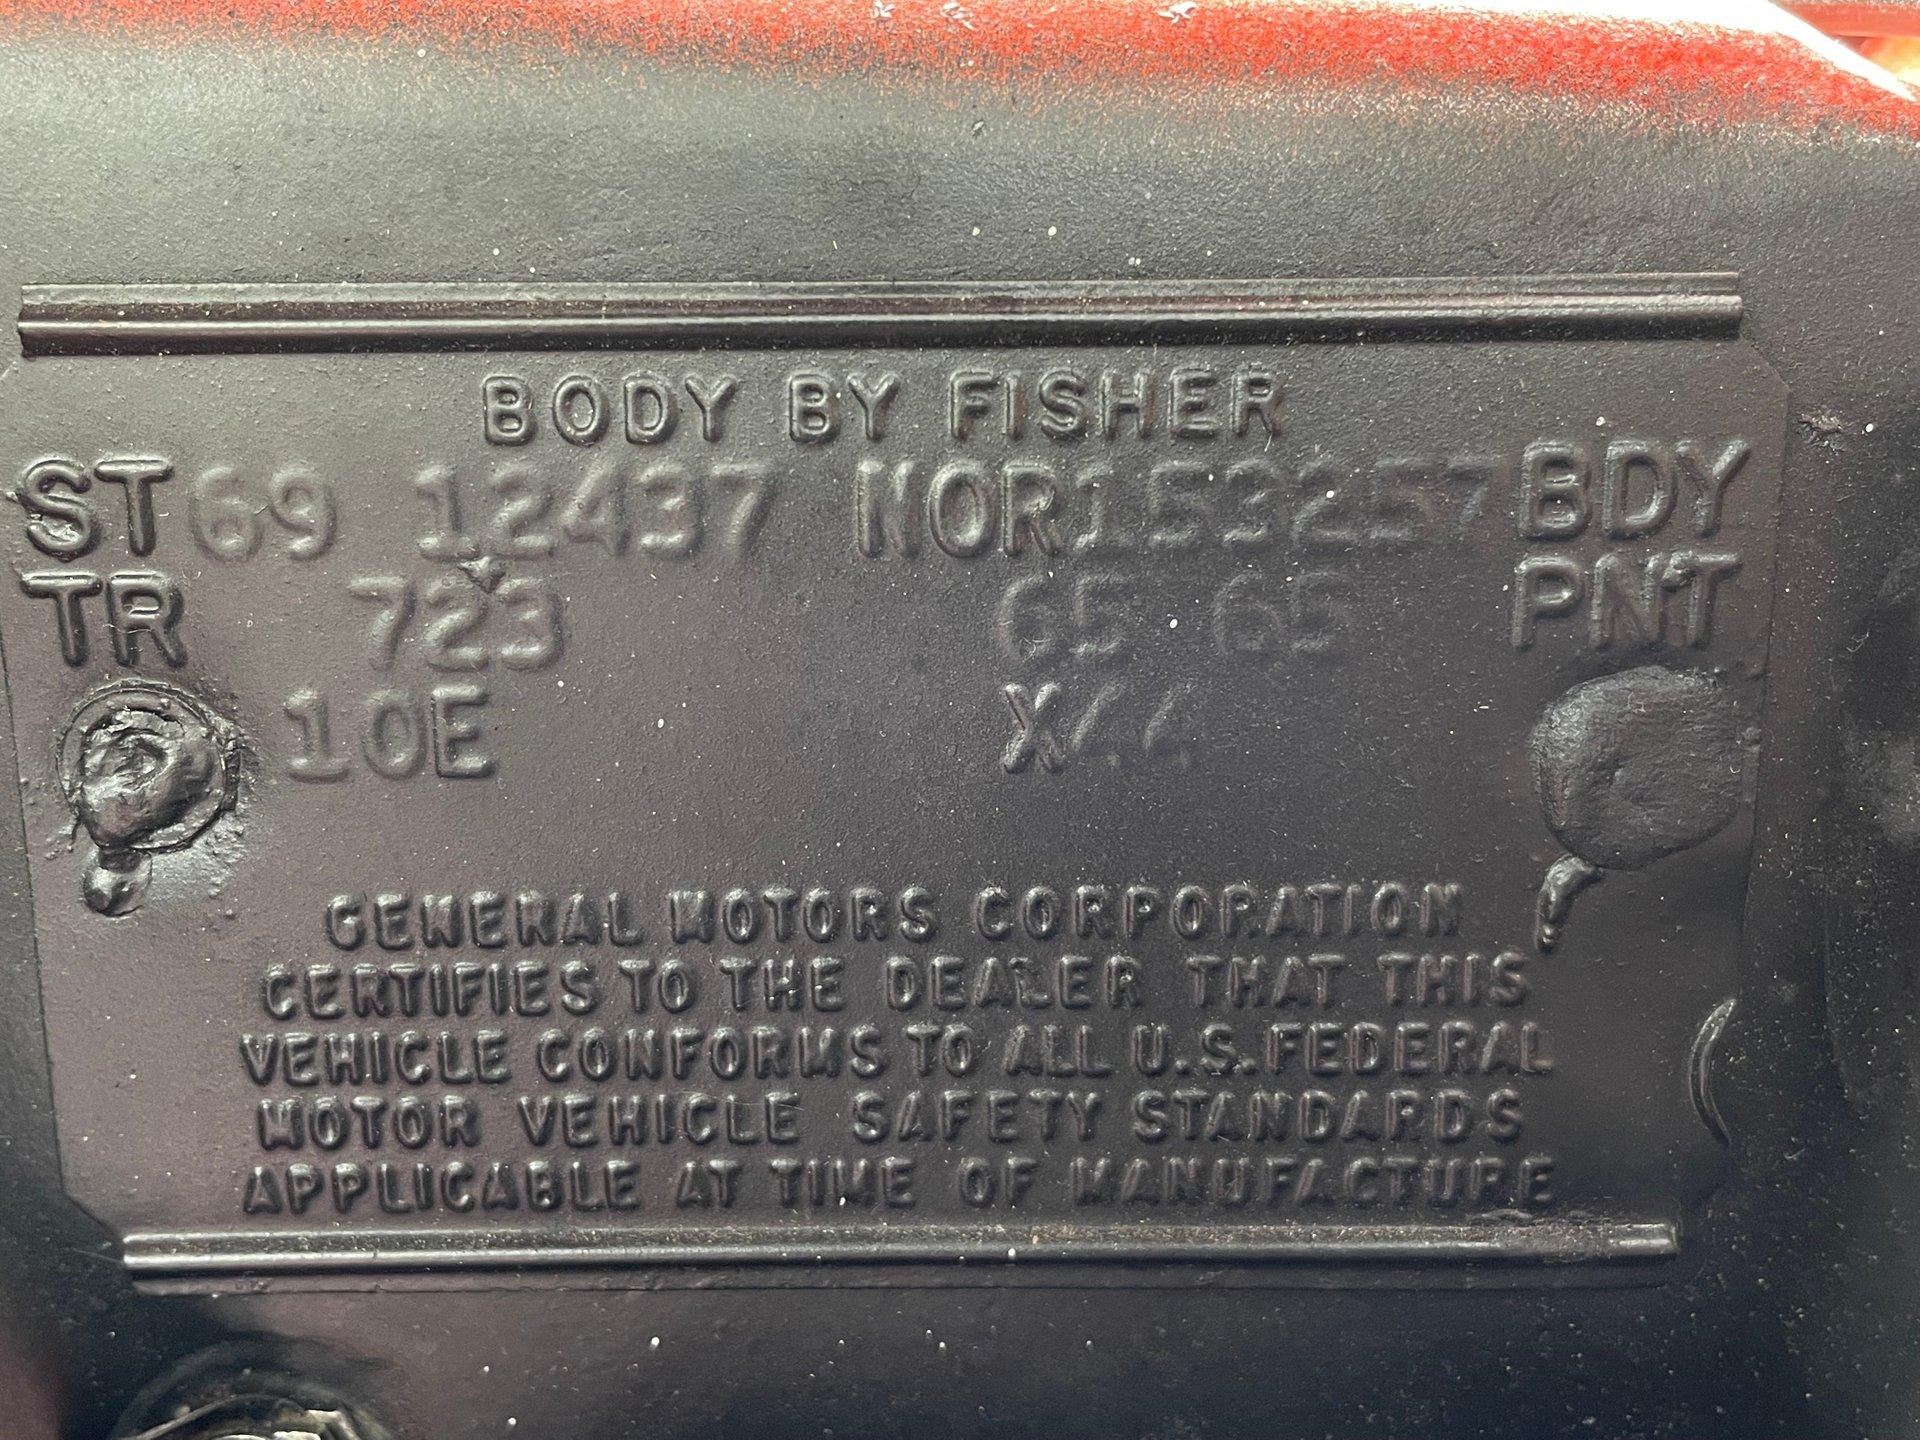 BODY BY FISHER
ST 69 12437 NOR153257 BDY
TR 723 65 65 PNT
10E X44
GENERAL MOTORS CORPORATION
CERTIFIES TO THE DEALER THAT THIS
VEHICLE CONFORMS TO ALL U.S. FEDERAL
MOTOR VEHICLE SAFETY STANDARDS
APPLICABLE AT TIME OF MANUFACTURE